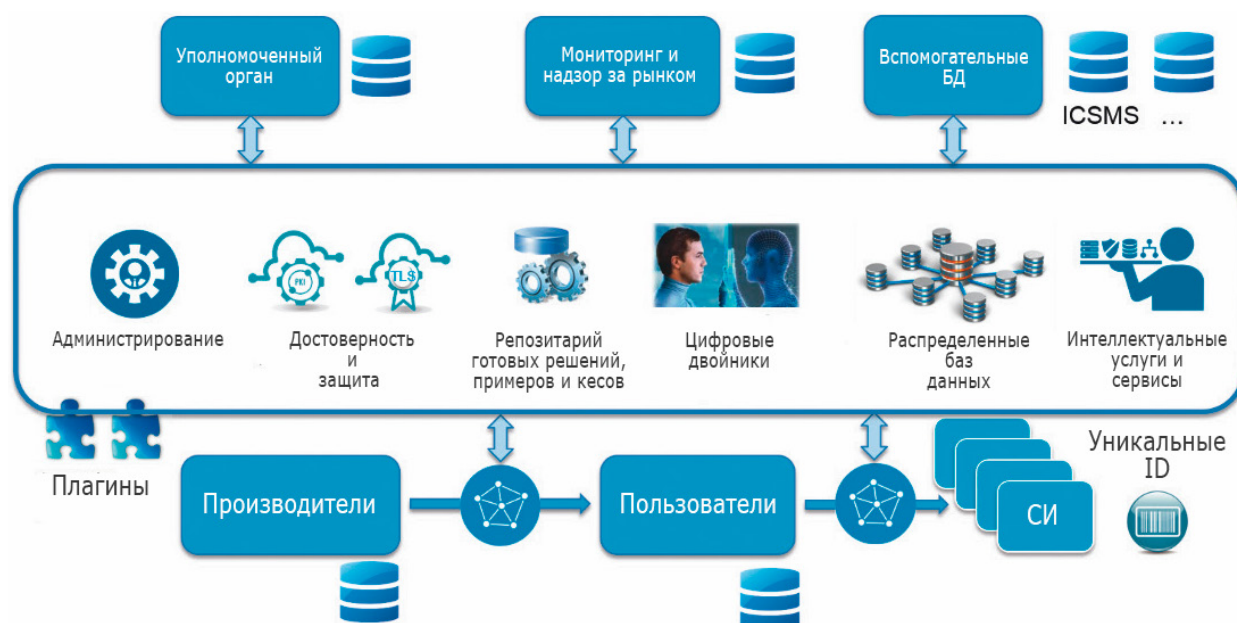 Уполномоченный
орган
Мониторинг и
надзор за рынком
Вспомогательные
БД
ICSMS ...
PKI
TLS
Администрирование
Достоверность
и
защита
Репозитарий
готовых решений,
примеров и кесов
Цифровые
двойники
Распределенные
баз
данных
Интеллектуальные
услуги и
сервисы
Плагины
Производители
Пользователи
СИ
Уникальные
ID